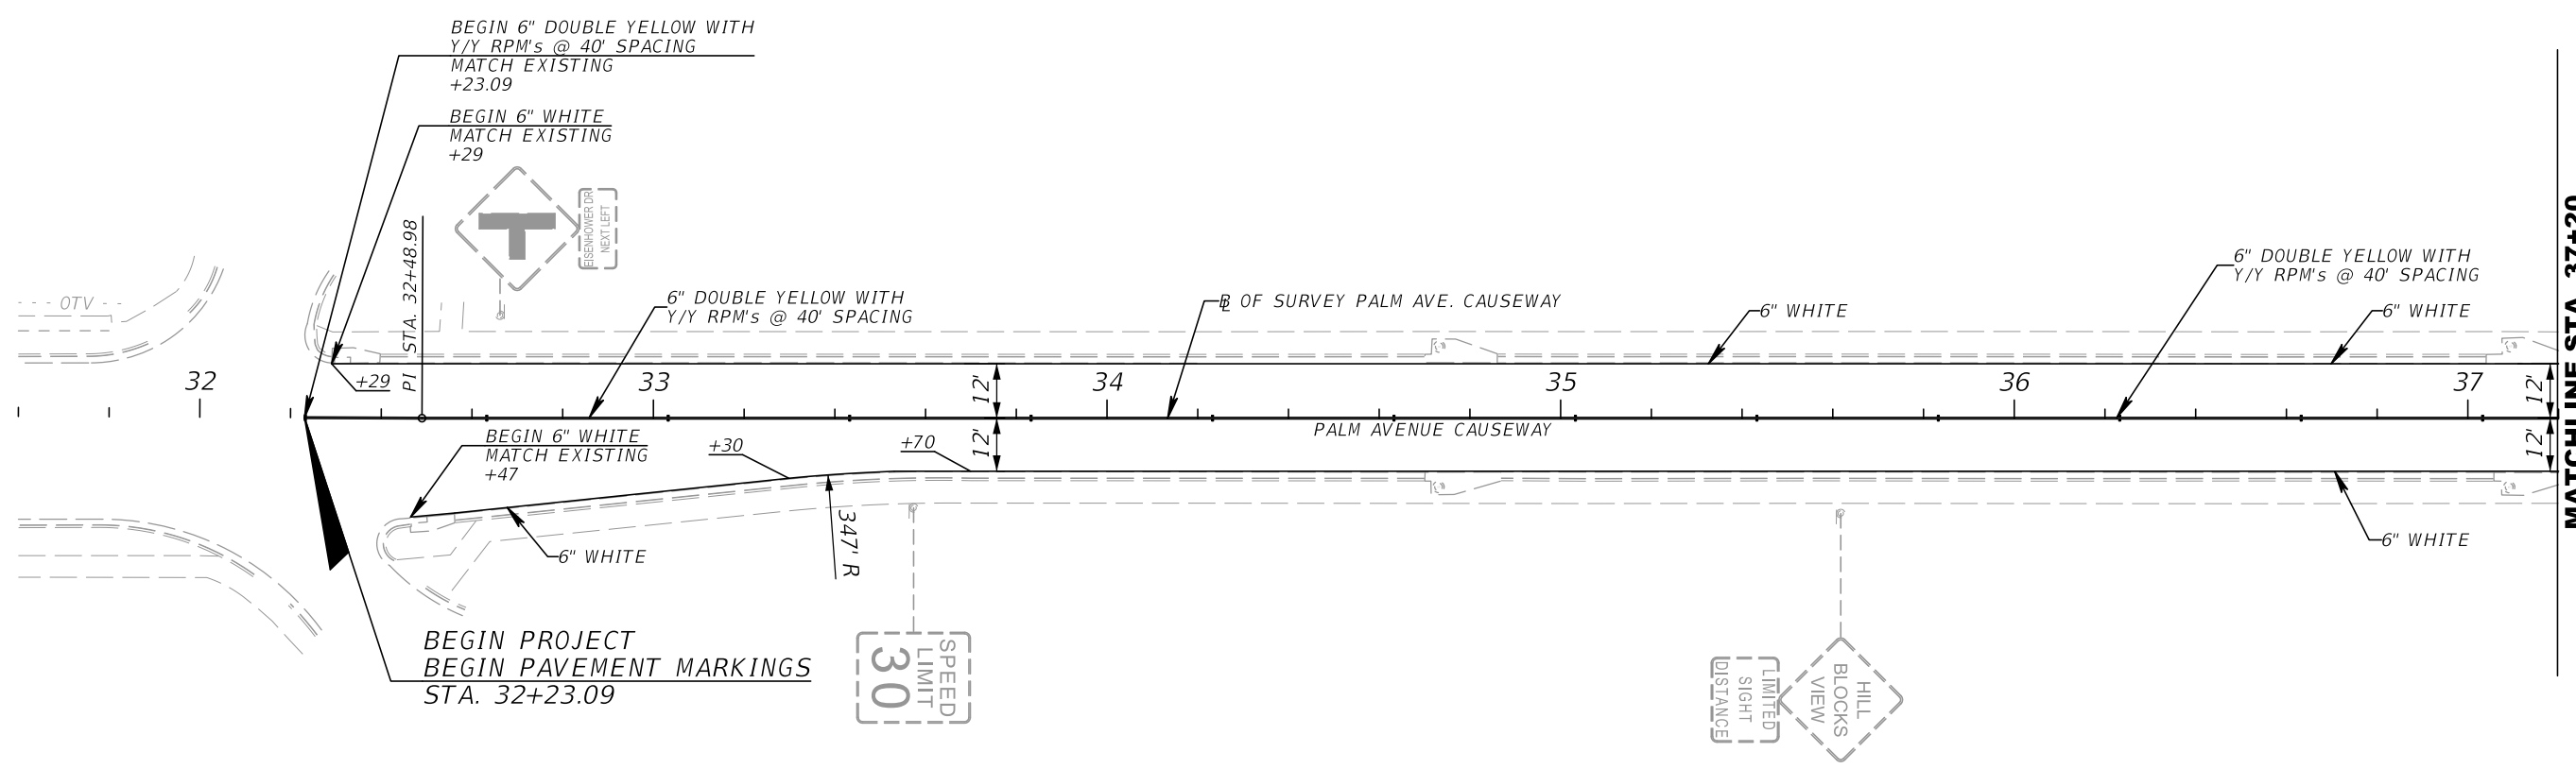 BEGIN 6" DOUBLE YELLOW WITH
Y/Y RPM's @ 40' SPACING
MATCH EXISTING
+23.09
BEGIN 6" WHITE
MATCH EXISTING
+29
EISENHOWER DR
NEXT LEFT
PI STA. 32+48.98
OTV
6" DOUBLE YELLOW WITH
Y/Y RPM's @ 40' SPACING
B OF SURVEY PALM AVE. CAUSEWAY
L
6" WHITE
6" DOUBLE YELLOW WITH
Y/Y RPM's @ 40' SPACING
6" WHITE
MATCHLINE STA. 37+20
32
+29
33
12'
34
35
36
37
12'
BEGIN 6" WHITE
MATCH EXISTING
+47
+30
+70
12'
PALM AVENUE CAUSEWAY
12'
6" WHITE
347' R
6" WHITE
BEGIN PROJECT
BEGIN PAVEMENT MARKINGS
STA. 32+23.09
SPEED
LIMIT
30
LIMITED
SIGHT
DISTANCE
HILL
BLOCKS
VIEW